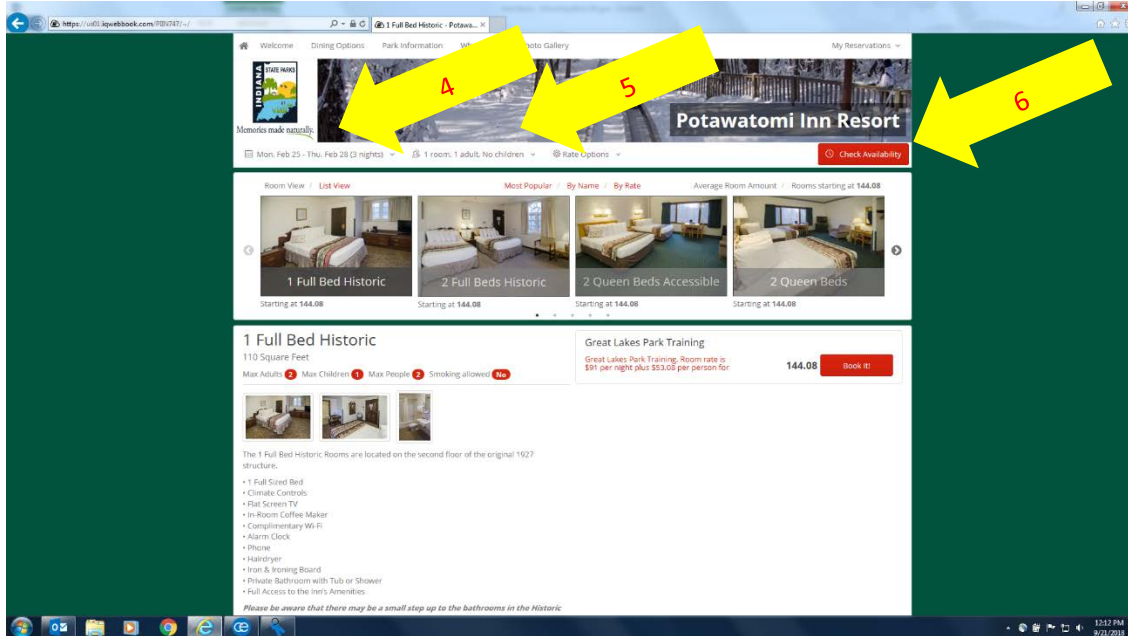 https://us01.iqwebbook.com/PIIN747/~/
1 Full Bed Historic - Potawa...
Welcome Dining Options Park Information Photo Gallery My Reservations
4
5
6
INDIANA
STATE PARKS
Memories made naturally.
Potawatomi Inn Resort
Mon. Feb 25 - Thu. Feb 28 (3 nights) 1 room, 1 adult, No children Rate Options Check Availability
Room View / List View Most Popular / By Name / By Rate Average Room Amount / Rooms starting at 144.08
1 Full Bed Historic 2 Full Beds Historic 2 Queen Beds Accessible 2 Queen Beds
Starting at 144.08 Starting at 144.08 Starting at 144.08 Starting at 144.08
1 Full Bed Historic
110 Square Feet
Max Adults 2 Max Children 1 Max People 2 Smoking allowed No
Great Lakes Park Training
Great Lakes Park Training. Room rate is
$91 per night plus $53.08 per person for
144.08 Book It!
The 1 Full Bed Historic Rooms are located on the second floor of the original 1927
structure.
• 1 Full Sized Bed
• Climate Controls
• Flat Screen TV
• In-Room Coffee Maker
• Complimentary Wi-Fi
• Alarm Clock
• Phone
• Hairdryer
• Iron & Ironing Board
• Private Bathroom with Tub or Shower
• Full Access to the Inn's Amenities
Please be aware that there may be a small step up to the bathrooms in the Historic
12:12 PM
9/21/2018